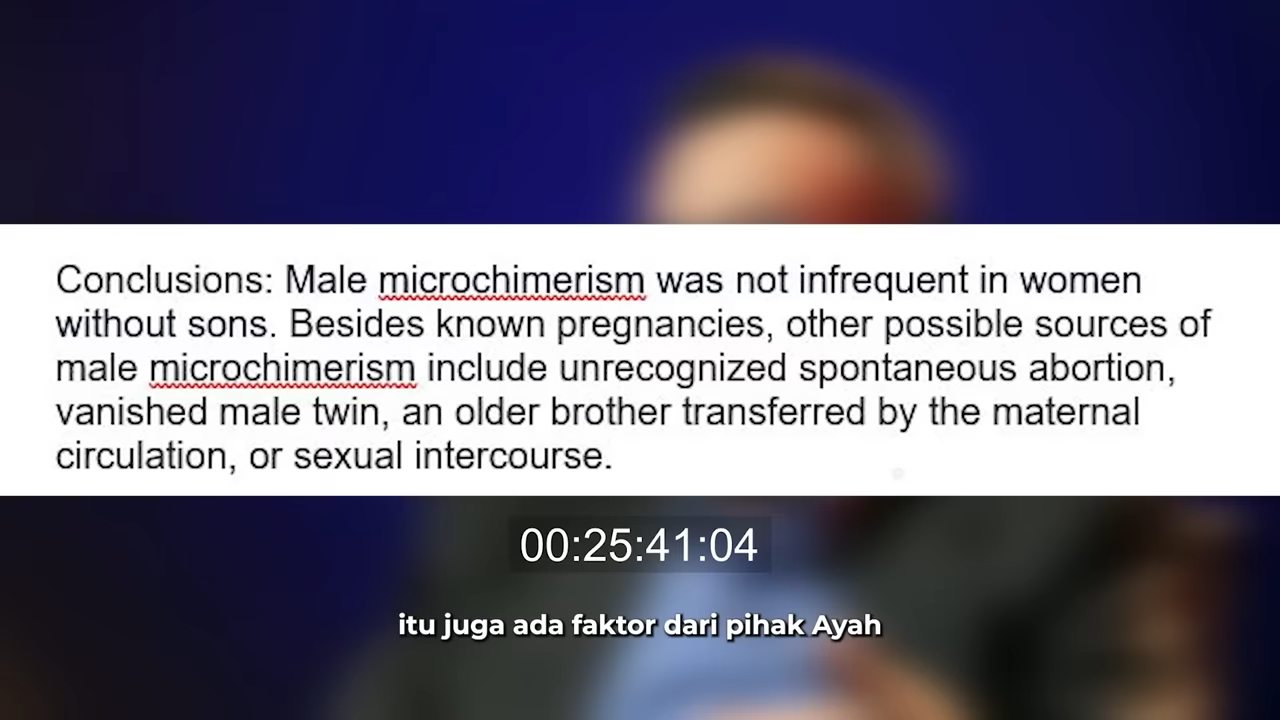 Conclusions: Male microchimerism was not infrequent in women
without sons. Besides known pregnancies, other possible sources of
male microchimerism include unrecognized spontaneous abortion,
vanished male twin, an older brother transferred by the maternal
circulation, or sexual intercourse.
00:25:41:04
itu juga ada faktor dari pihak Ayah